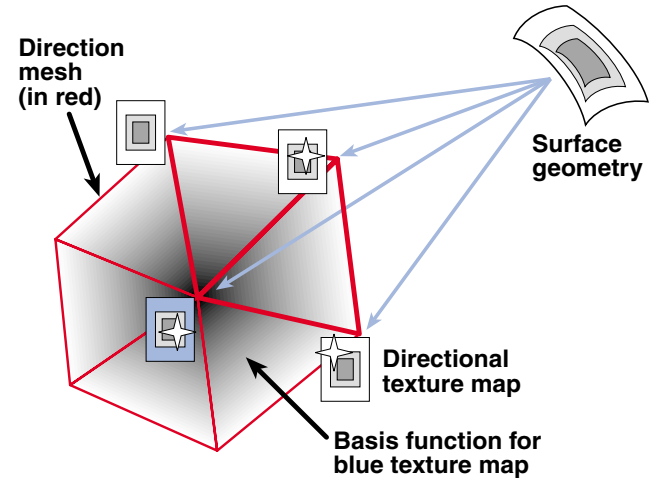 Direction
mesh
(in red)
Surface
geometry
Directional
texture map
Basis function for
blue texture map